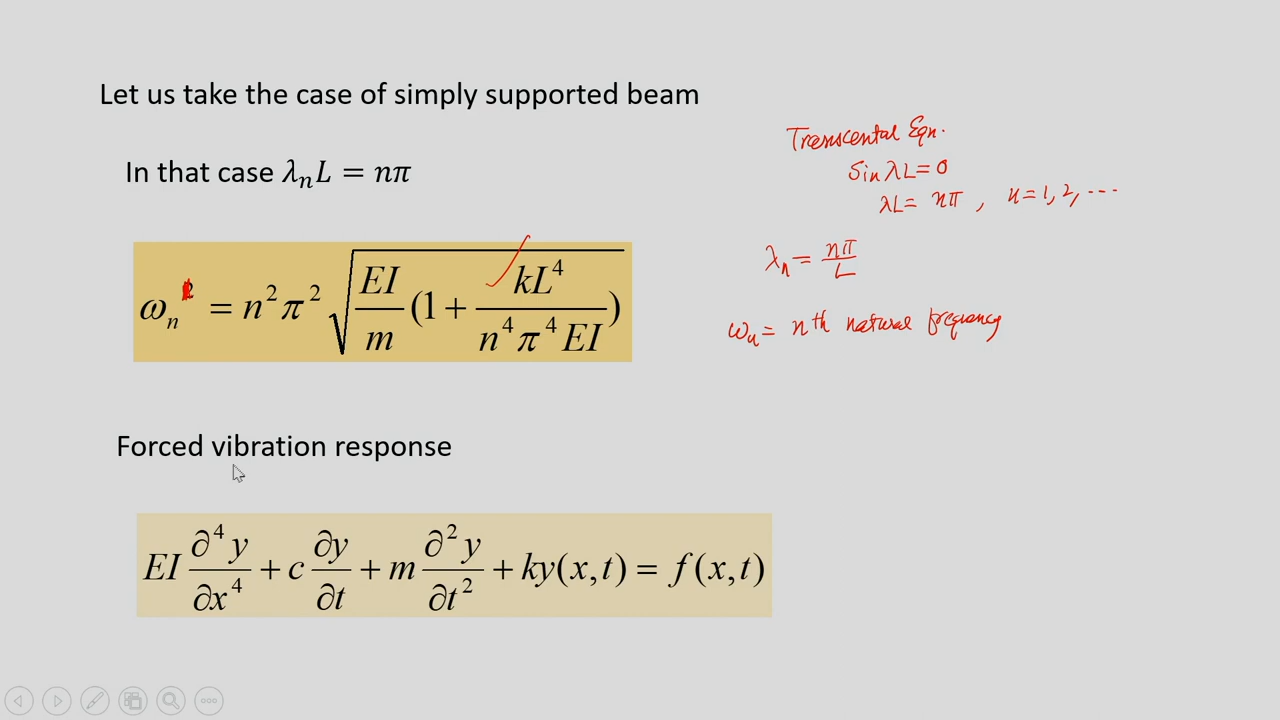 Let us take the case of simply supported beam
In that case λₙL = nπ
ωₙ = n²π² √(EI/m (1 + kL⁴/(n⁴π⁴EI)))
Transcental Eqn.
Sin λL = 0
λL = nπ , n = 1, 2, ...
λₙ = nπ/L
ωₙ = nᵗʰ natural frequency
Forced vibration response
EI ∂⁴y/∂x⁴ + c ∂y/∂t + m ∂²y/∂t² + ky(x,t) = f(x,t)